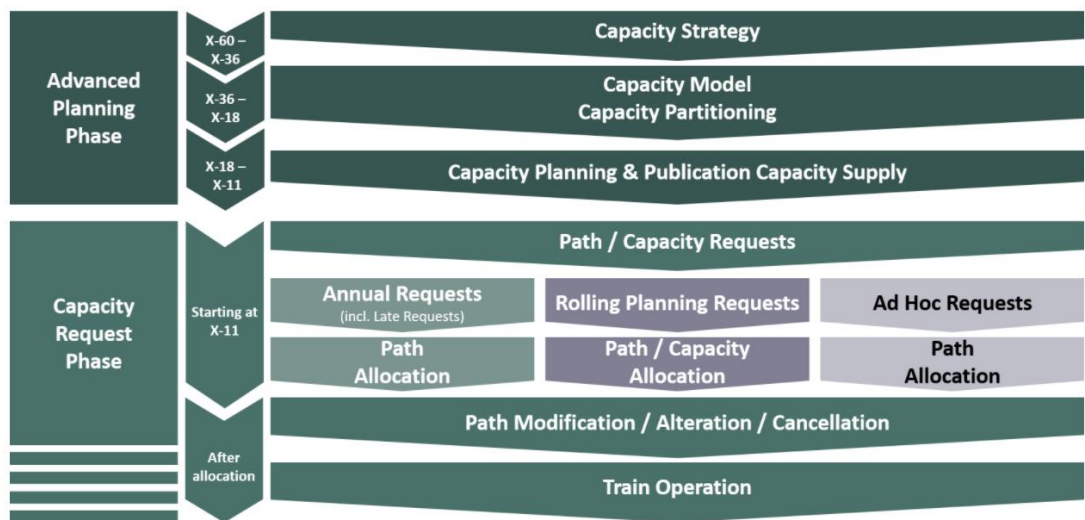 Advanced
Planning
Phase
X-60 –
X-36
Capacity Strategy
X-36 –
X-18
Capacity Model
Capacity Partitioning
X-18 –
X-11
Capacity Planning & Publication Capacity Supply
Capacity
Request
Phase
Starting at
X-11
Path / Capacity Requests
Annual Requests
(incl. Late Requests)
Rolling Planning Requests
Ad Hoc Requests
Path
Allocation
Path / Capacity
Allocation
Path
Allocation
After
allocation
Path Modification / Alteration / Cancellation
Train Operation